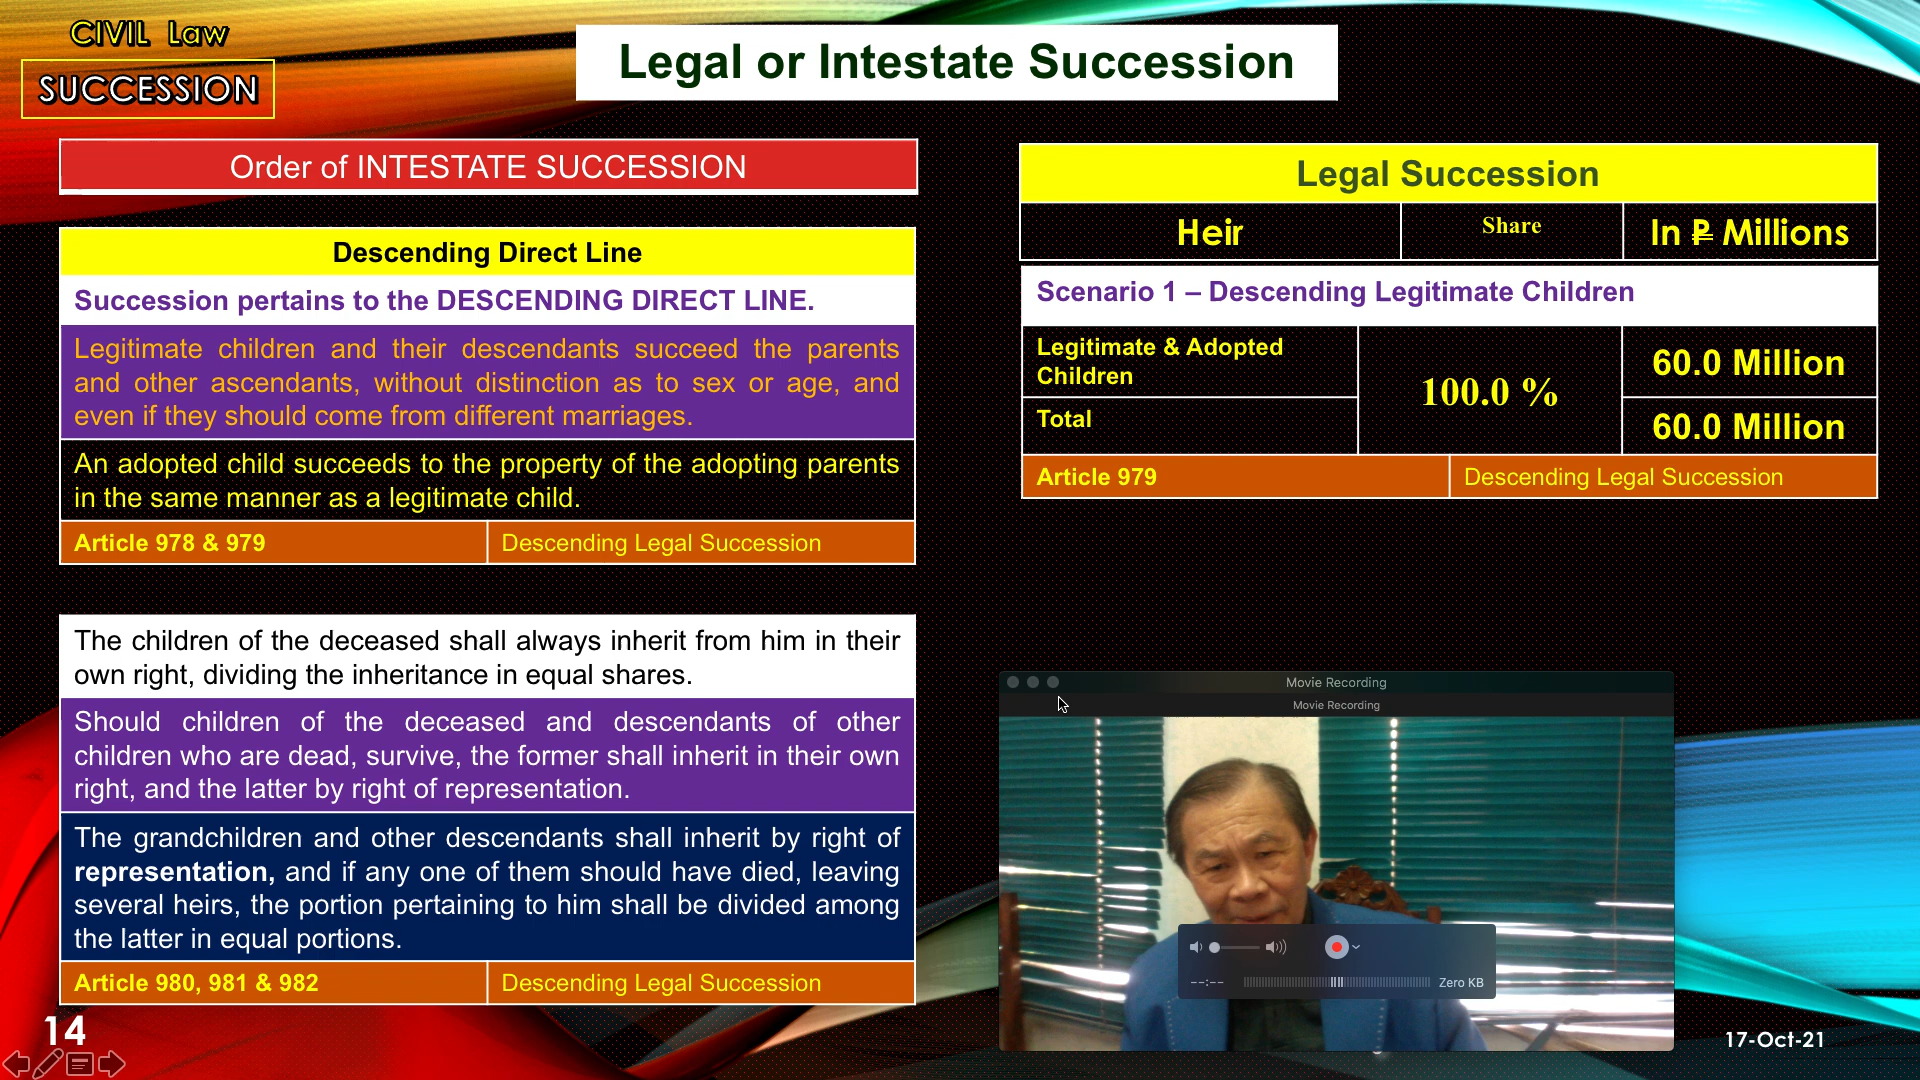 CIVIL Law
SUCCESSION
Legal or Intestate Succession
Order of INTESTATE SUCCESSION
Descending Direct Line
Succession pertains to the DESCENDING DIRECT LINE.
Legitimate children and their descendants succeed the parents
and other ascendants, without distinction as to sex or age, and
even if they should come from different marriages.
An adopted child succeeds to the property of the adopting parents
in the same manner as a legitimate child.
Article 978 & 979
Descending Legal Succession
The children of the deceased shall always inherit from him in their
own right, dividing the inheritance in equal shares.
Should children of the deceased and descendants of other
children who are dead, survive, the former shall inherit in their own
right, and the latter by right of representation.
The grandchildren and other descendants shall inherit by right of
representation, and if any one of them should have died, leaving
several heirs, the portion pertaining to him shall be divided among
the latter in equal portions.
Article 980, 981 & 982
Descending Legal Succession
14
Legal Succession
Heir
Share
In ₱ Millions
Scenario 1 – Descending Legitimate Children
Legitimate & Adopted
Children
100.0 %
60.0 Million
Total
60.0 Million
Article 979
Descending Legal Succession
Movie Recording
Movie Recording
--:--
Zero KB
17-Oct-21